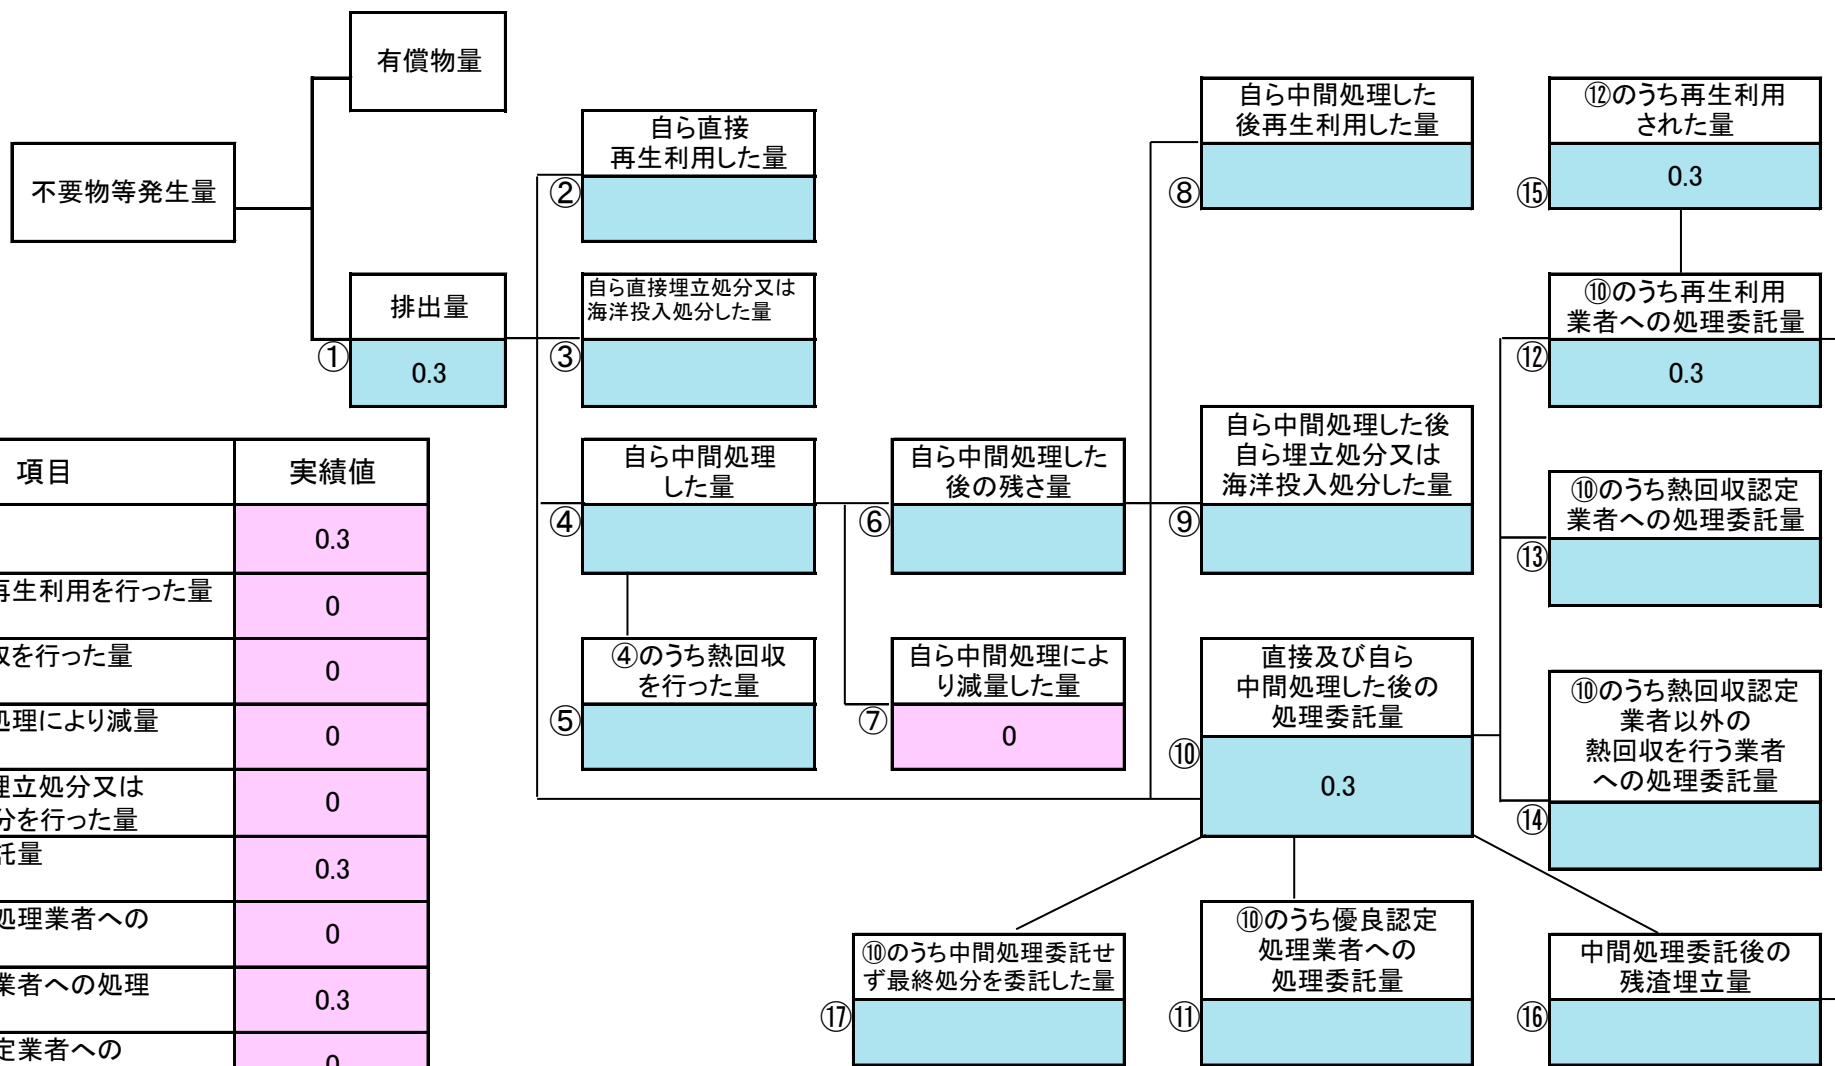 有償物量
不要物等発生量
排出量
①
0.3
自ら直接
再生利用した量
②
自ら直接埋立処分又は
海洋投入処分した量
③
自ら中間処理
した量
④
④のうち熱回収
を行った量
⑤
自ら中間処理した
後の残さ量
⑥
自ら中間処理によ
り減量した量
⑦
0
自ら中間処理した
後再生利用した量
⑧
自ら中間処理した後
自ら埋立処分又は
海洋投入処分した量
⑨
直接及び自ら
中間処理した後の
処理委託量
⑩
0.3
⑫のうち再生利用
された量
⑮
0.3
⑩のうち再生利用
業者への処理委託量
⑫
0.3
⑩のうち熱回収認定
業者への処理委託量
⑬
⑩のうち熱回収認定
業者以外の
熱回収を行う業者
への処理委託量
⑭
⑩のうち中間処理委託せ
ず最終処分を委託した量
⑰
⑩のうち優良認定
処理業者への
処理委託量
⑪
中間処理委託後の
残渣埋立量
⑯
項目
実績値
0.3
再生利用を行った量
0
収を行った量
0
処理により減量
0
埋立処分又は
分を行った量
0
託量
0.3
処理業者への
0
業者への処理
0.3
定業者への
0